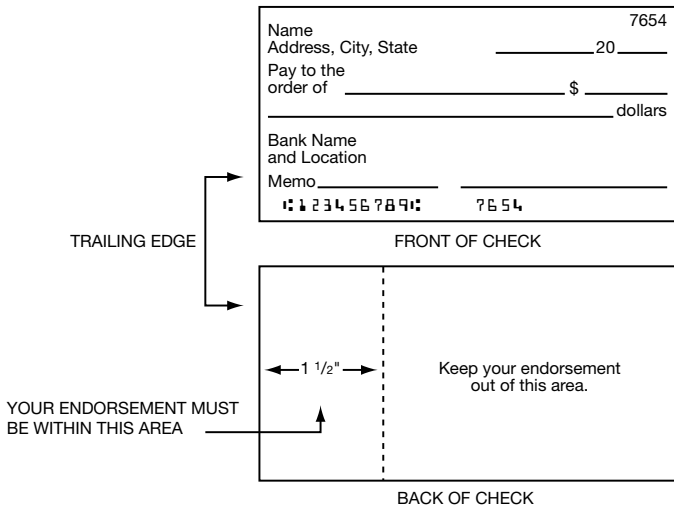 7654
Name
Address, City, State 20
Pay to the
order of $
dollars
Bank Name
and Location
Memo
⑆123456789⑆ 7654
TRAILING EDGE
FRONT OF CHECK
1 1/2"
Keep your endorsement
out of this area.
YOUR ENDORSEMENT MUST
BE WITHIN THIS AREA
BACK OF CHECK